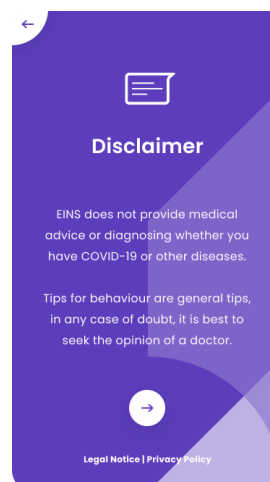 Disclaimer
EINS does not provide medical
advice or diagnosing whether you
have COVID-19 or other diseases.
Tips for behaviour are general tips,
in any case of doubt, it is best to
seek the opinion of a doctor.
Legal Notice | Privacy Policy